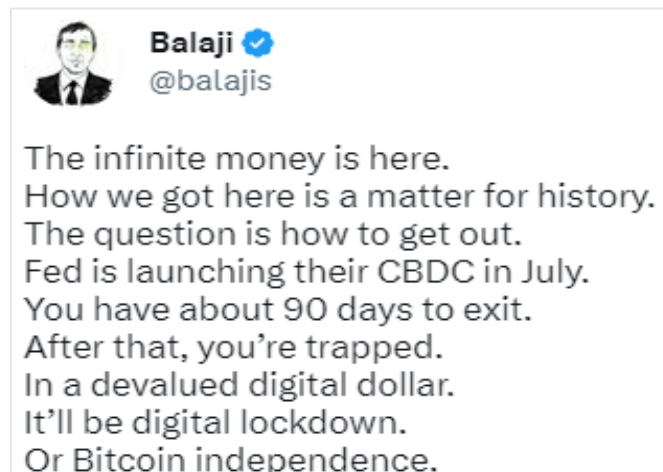 Balaji
@balajis
The infinite money is here.
How we got here is a matter for history.
The question is how to get out.
Fed is launching their CBDC in July.
You have about 90 days to exit.
After that, you’re trapped.
In a devalued digital dollar.
It’ll be digital lockdown.
Or Bitcoin independence.